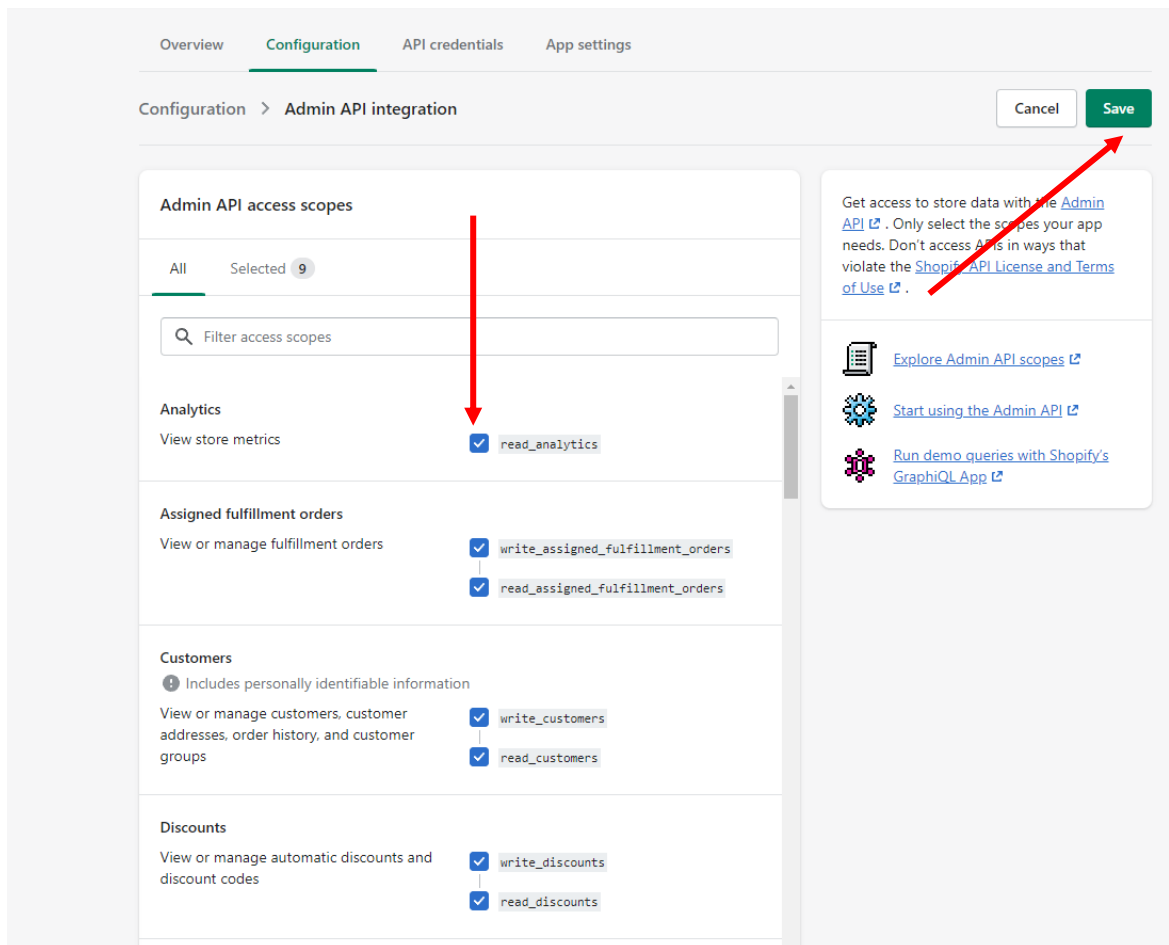 Overview Configuration API credentials App settings
Configuration > Admin API integration
Cancel Save
Admin API access scopes
All Selected 9
Filter access scopes
Analytics
View store metrics
read_analytics
Assigned fulfillment orders
View or manage fulfillment orders
write_assigned_fulfillment_orders
read_assigned_fulfillment_orders
Customers
Includes personally identifiable information
View or manage customers, customer
addresses, order history, and customer
groups
write_customers
read_customers
Discounts
View or manage automatic discounts and
discount codes
write_discounts
read_discounts
Get access to store data with the Admin
API . Only select the scopes your app
needs. Don't access APIs in ways that
violate the Shopify API License and Terms
of Use .
Explore Admin API scopes
Start using the Admin API
Run demo queries with Shopify's
GraphiQL App